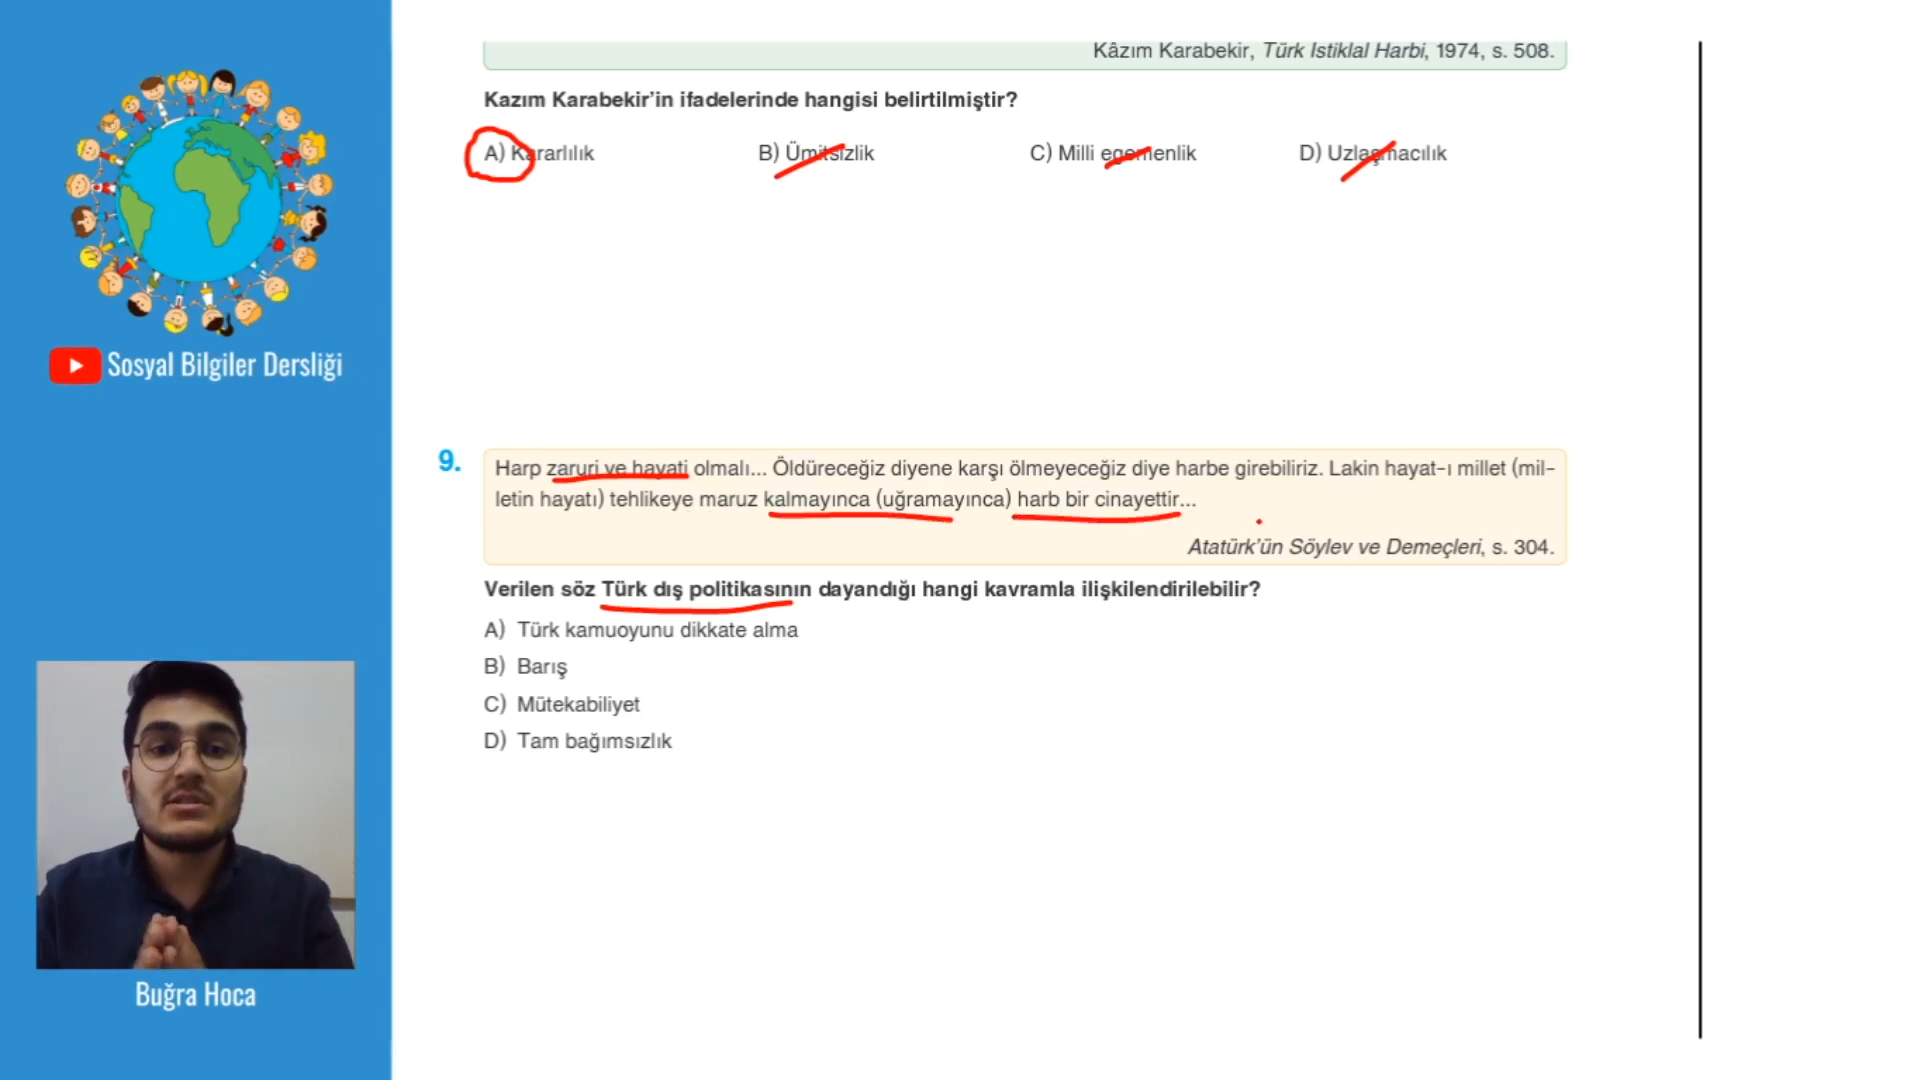 Kâzım Karabekir, Türk Istiklal Harbi, 1974, s. 508.
Kazım Karabekir’in ifadelerinde hangisi belirtilmiştir?
A) Kararlılık B) Ümitsizlik C) Milli egemenlik D) Uzlaşmacılık
Sosyal Bilgiler Dersliği
9.
Harp zaruri ve hayati olmalı... Öldüreceğiz diyene karşı ölmeyeceğiz diye harbe girebiliriz. Lakin hayat-ı millet (mil-
letin hayatı) tehlikeye maruz kalmayınca (uğramayınca) harb bir cinayettir...
Atatürk’ün Söylev ve Demeçleri, s. 304.
Verilen söz Türk dış politikasının dayandığı hangi kavramla ilişkilendirilebilir?
A) Türk kamuoyunu dikkate alma
B) Barış
C) Mütekabiliyet
D) Tam bağımsızlık
Buğra Hoca